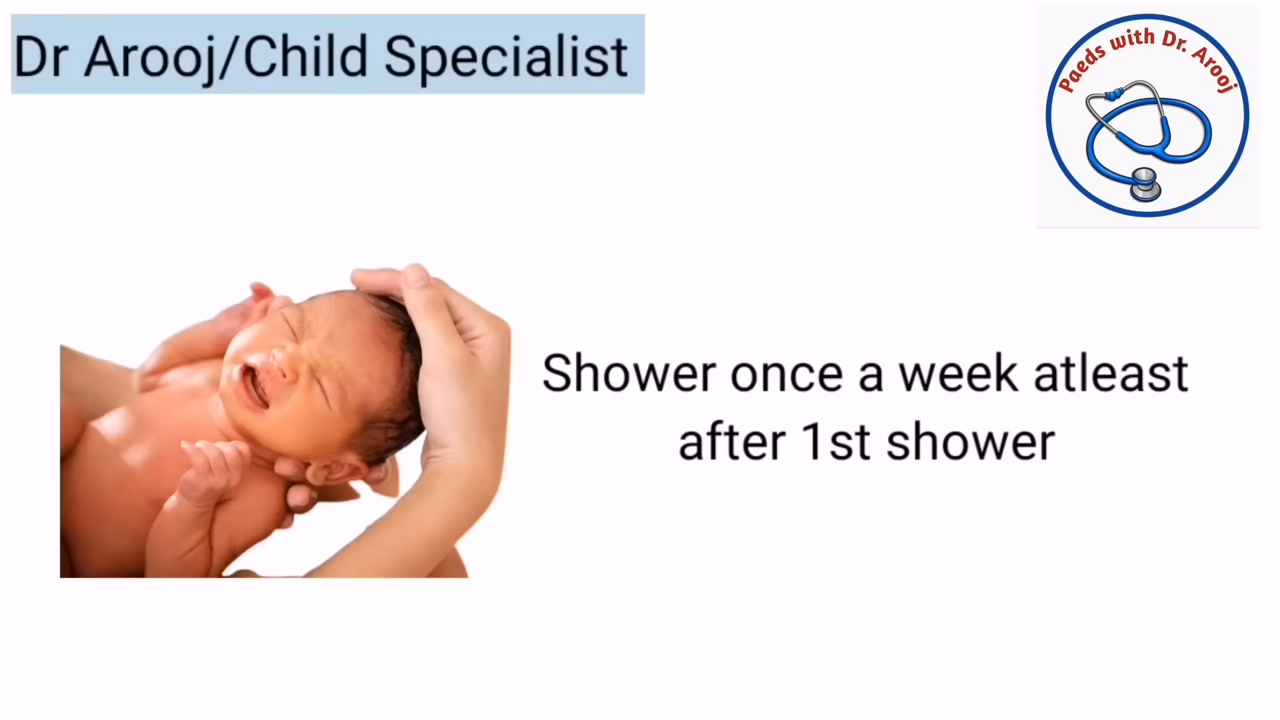 Dr Arooj/Child Specialist
Paeds with Dr. Arooj
Shower once a week atleast
after 1st shower